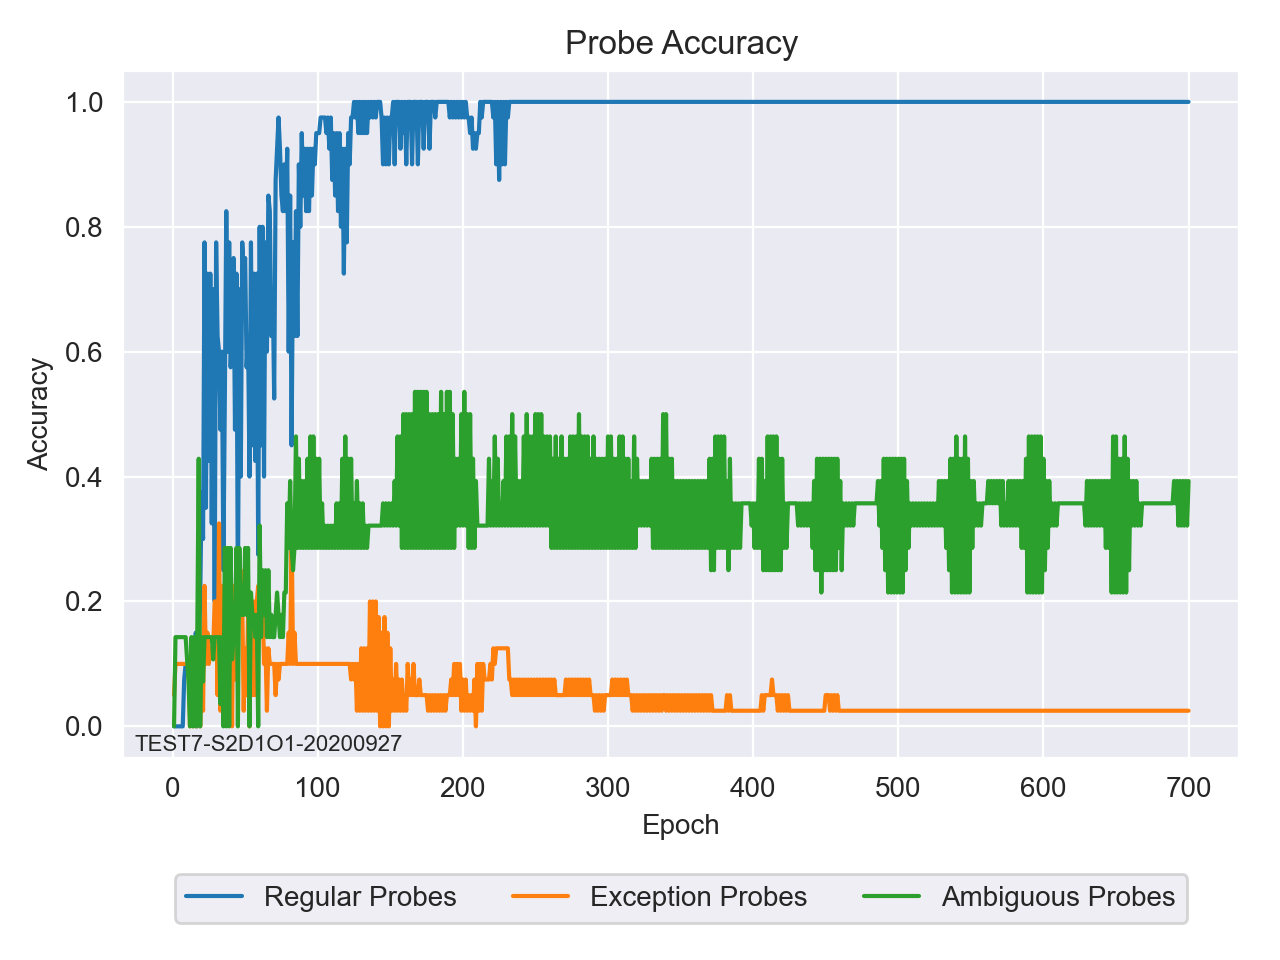 Probe Accuracy
1.0
0.8
0.6
0.4
0.2
0.0
Accuracy
TEST7-S2D1O1-20200927
0 100 200 300 400 500 600 700
Epoch
Regular Probes Exception Probes Ambiguous Probes